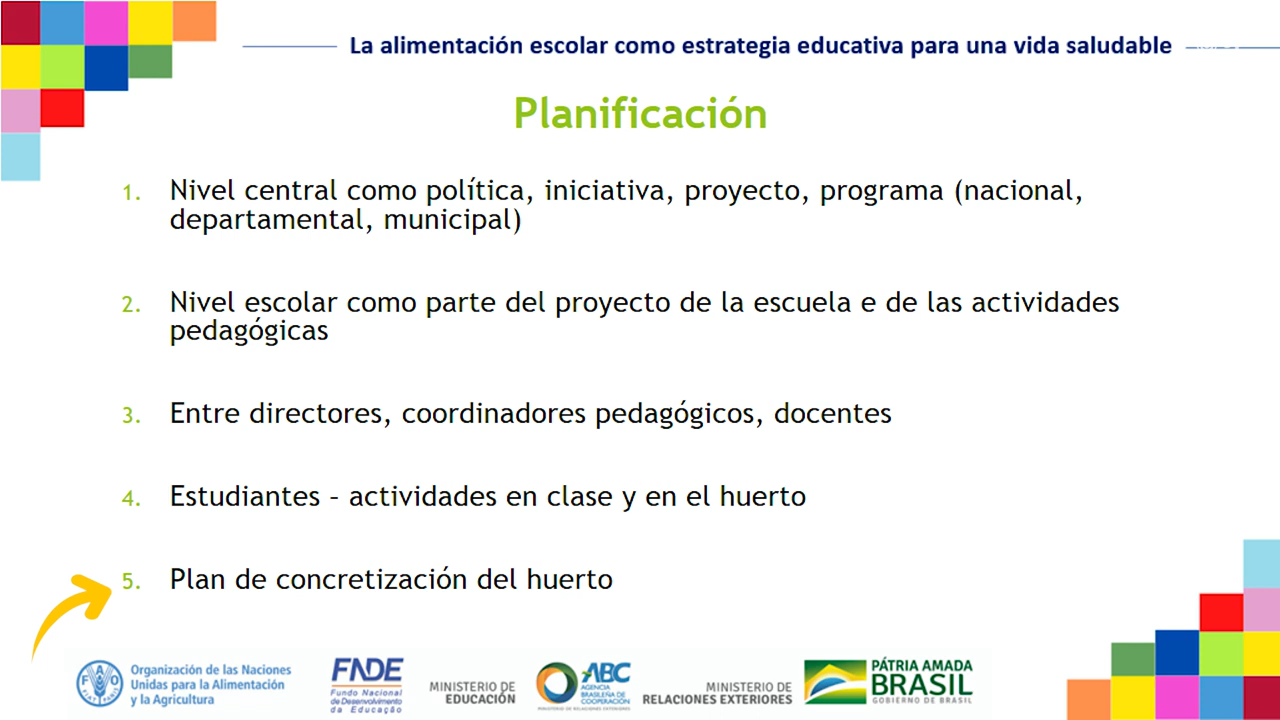 La alimentación escolar como estrategia educativa para una vida saludable
Planificación
1. Nivel central como política, iniciativa, proyecto, programa (nacional,
departamental, municipal)
2. Nivel escolar como parte del proyecto de la escuela e de las actividades
pedagógicas
3. Entre directores, coordinadores pedagógicos, docentes
4. Estudiantes – actividades en clase y en el huerto
5. Plan de concretización del huerto
Organización de las Naciones
Unidas para la Alimentación
y la Agricultura
FNDE
Fundo Nacional
de Desenvolvimento
da Educação
MINISTERIO DE
EDUCACIÓN
ABC
AGENCIA
BRASILEÑA DE
COOPERACIÓN
MINISTERIO DE RELACIONES EXTERIORES
MINISTERIO DE
RELACIONES EXTERIORES
PÁTRIA AMADA
BRASIL
GOBIERNO DE BRASIL